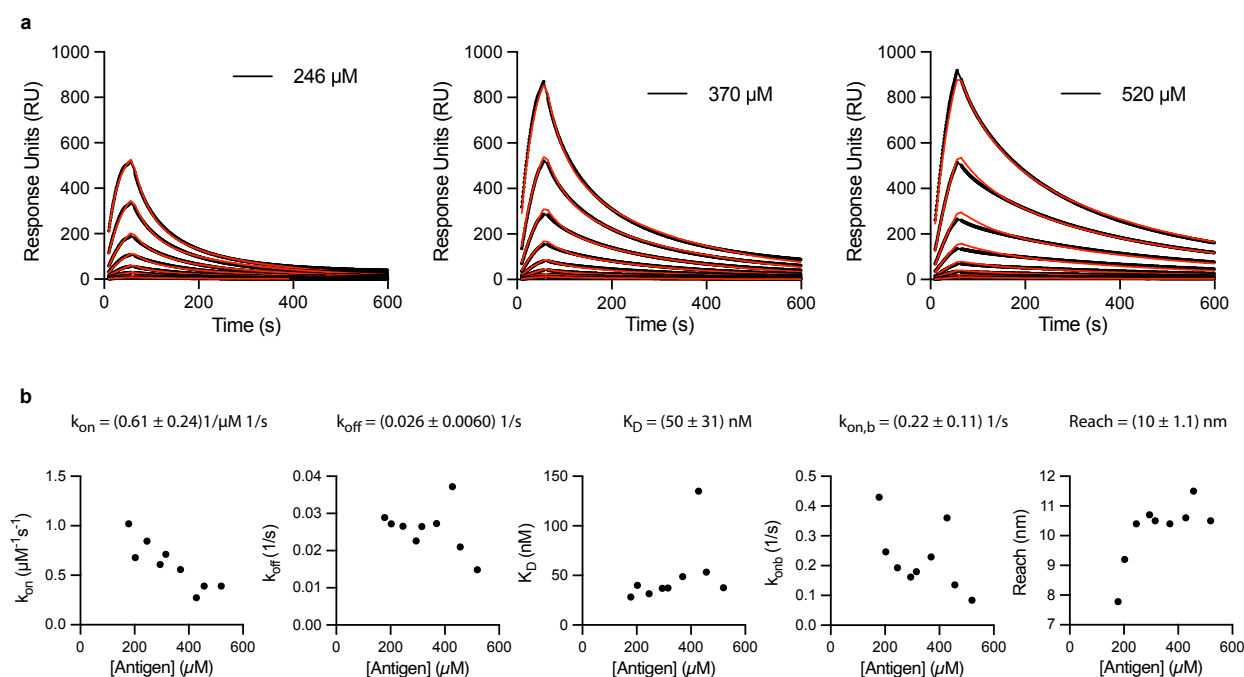 a
1000
800
600
400
200
0
Response Units (RU)
246 µM
0 200 400 600
Time (s)
1000
800
600
400
200
0
Response Units (RU)
370 µM
0 200 400 600
Time (s)
1000
800
600
400
200
0
Response Units (RU)
520 µM
0 200 400 600
Time (s)
b
kon = (0.61 ± 0.24)1/µM 1/s
1.5
1.0
0.5
0.0
kon (µM⁻¹s⁻¹)
0 200 400 600
[Antigen] (µM)
koff = (0.026 ± 0.0060) 1/s
0.04
0.03
0.02
0.01
0.00
koff (1/s)
0 200 400 600
[Antigen] (µM)
KD = (50 ± 31) nM
150
100
50
0
KD (nM)
0 200 400 600
[Antigen] (µM)
kon,b = (0.22 ± 0.11) 1/s
0.5
0.4
0.3
0.2
0.1
0.0
konb (1/s)
0 200 400 600
[Antigen] (µM)
Reach = (10 ± 1.1) nm
12
11
10
9
8
7
Reach (nm)
0 200 400 600
[Antigen] (µM)